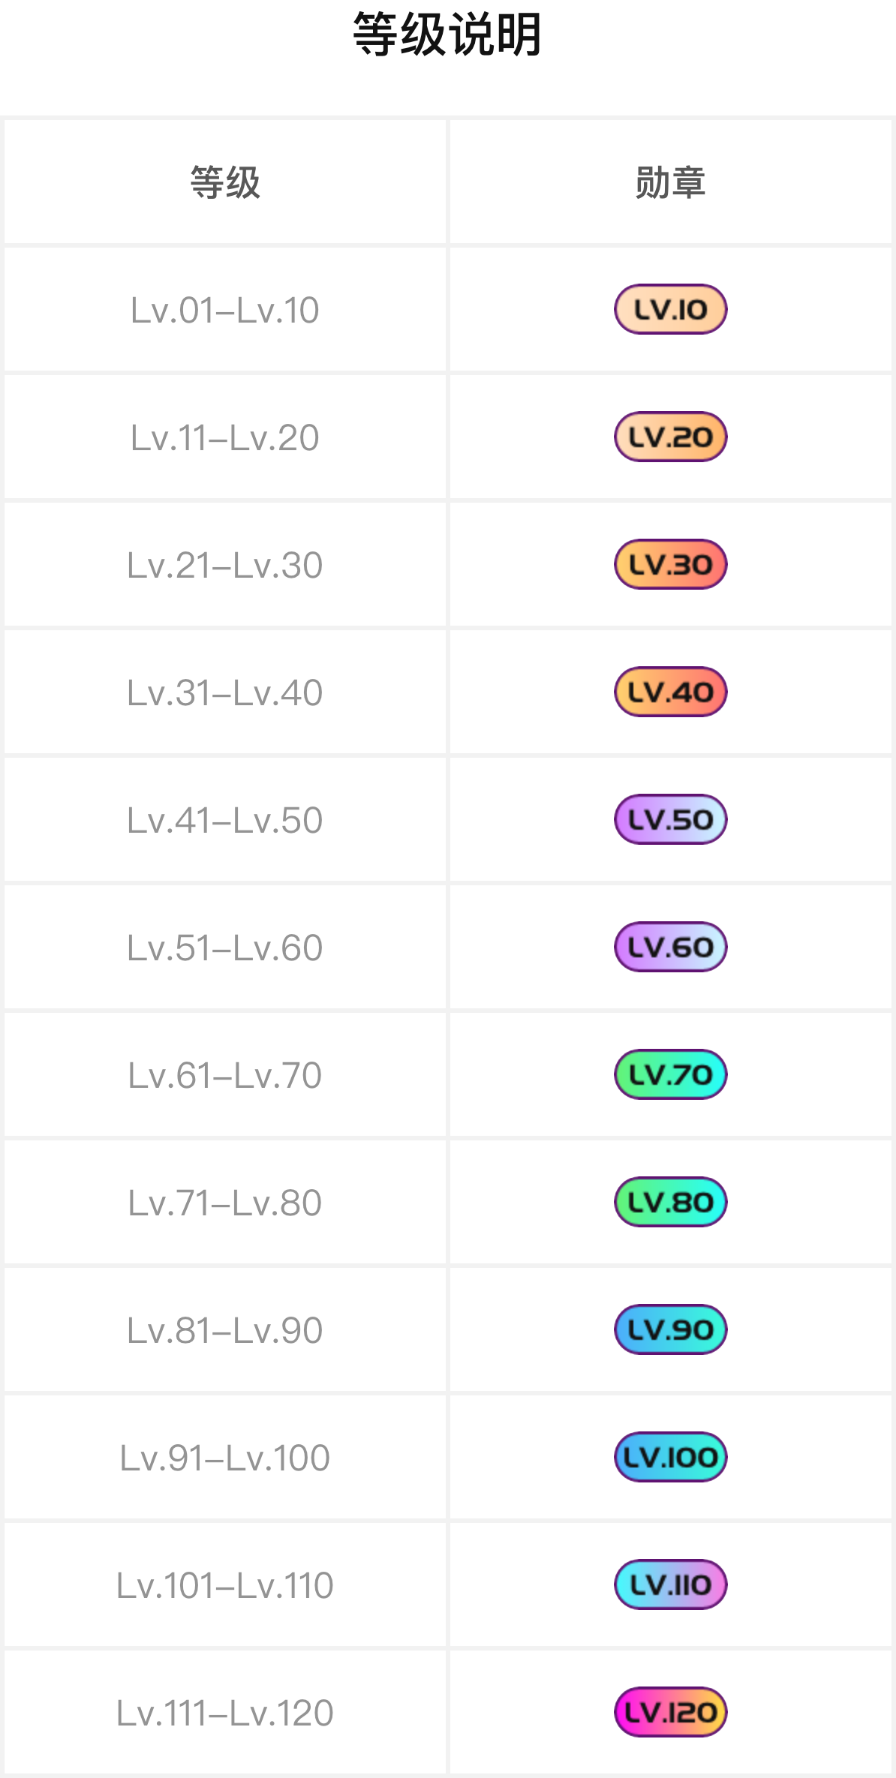 等级说明
等级 勋章
Lv.01–Lv.10 LV.10
Lv.11–Lv.20 LV.20
Lv.21–Lv.30 LV.30
Lv.31–Lv.40 LV.40
Lv.41–Lv.50 LV.50
Lv.51–Lv.60 LV.60
Lv.61–Lv.70 LV.70
Lv.71–Lv.80 LV.80
Lv.81–Lv.90 LV.90
Lv.91–Lv.100 LV.100
Lv.101–Lv.110 LV.110
Lv.111–Lv.120 LV.120